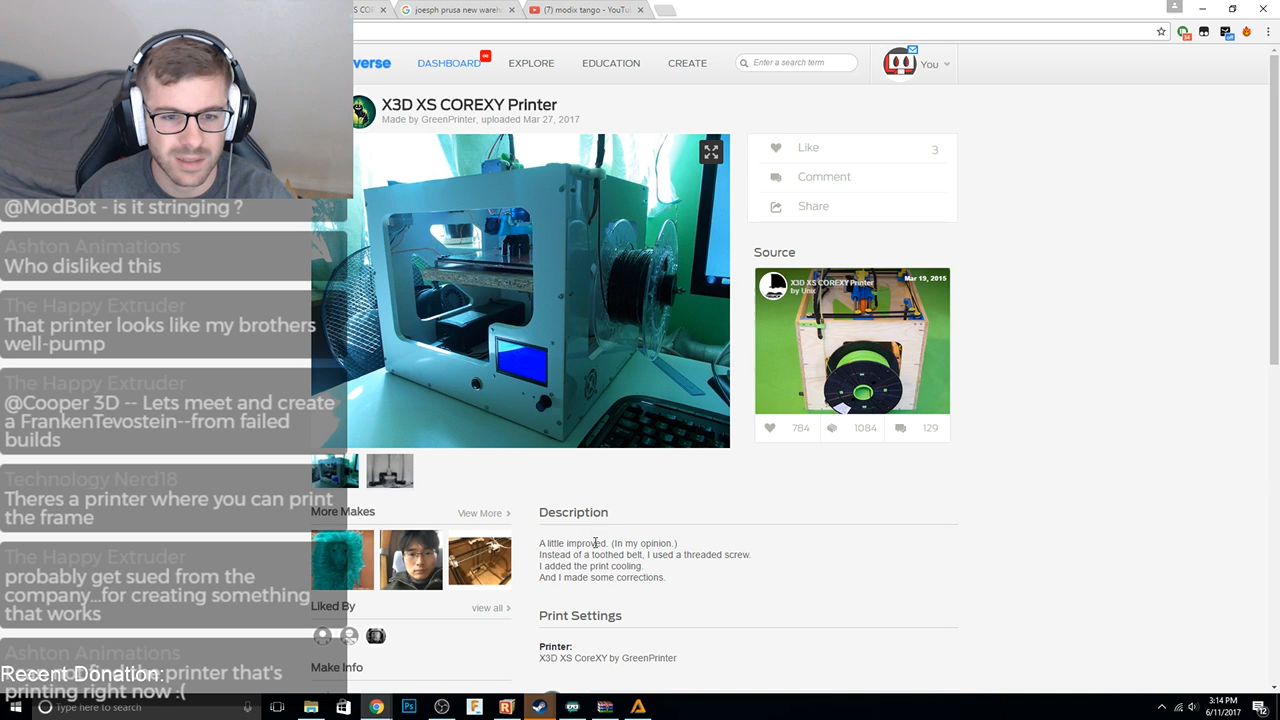 COR
joesph prusa new wareh
(7) modix tango - YouTu
verse
DASHBOARD
EXPLORE
EDUCATION
CREATE
Enter a search term
You
X3D XS COREXY Printer
Made by GreenPrinter, uploaded Mar 27, 2017
Like
3
Comment
Share
Source
X3D XS COREXY Printer
by Unix
Mar 19, 2015
784
1084
129
@ModBot - is it stringing ?
Ashton Animations
Who disliked this
The Happy Extruder
That printer looks like my brothers
well-pump
The Happy Extruder
@Cooper 3D -- Lets meet and create
a FrankenTevostein--from failed
builds
Technology Nerd18
Theres a printer where you can print
the frame
The Happy Extruder
probably get sued from the
company...for creating something
that works
Ashton Animations
find the printer that's
printing right now :(
Recent Donation:
More Makes
View More
Liked By
view all
Make Info
Description
A little improved. (In my opinion.)
Instead of a toothed belt, I used a threaded screw.
I added the print cooling.
And I made some corrections.
Print Settings
Printer:
X3D XS CoreXY by GreenPrinter
Type here to search
3:14 PM
6/11/2017
12